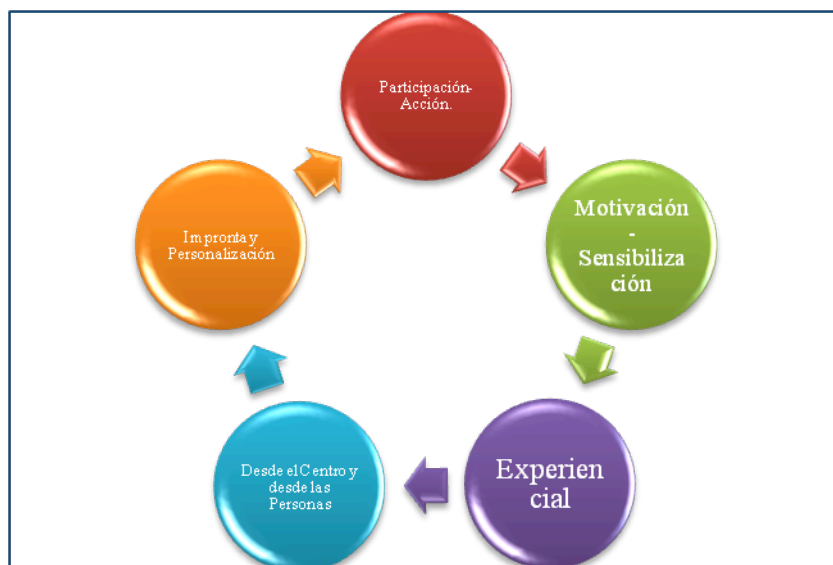 Participación-
Acción.
Motivación
-
Sensibiliza
ción
Experien
cial
Desde el Centro y
desde las
Personas
Impronta y
Personalización